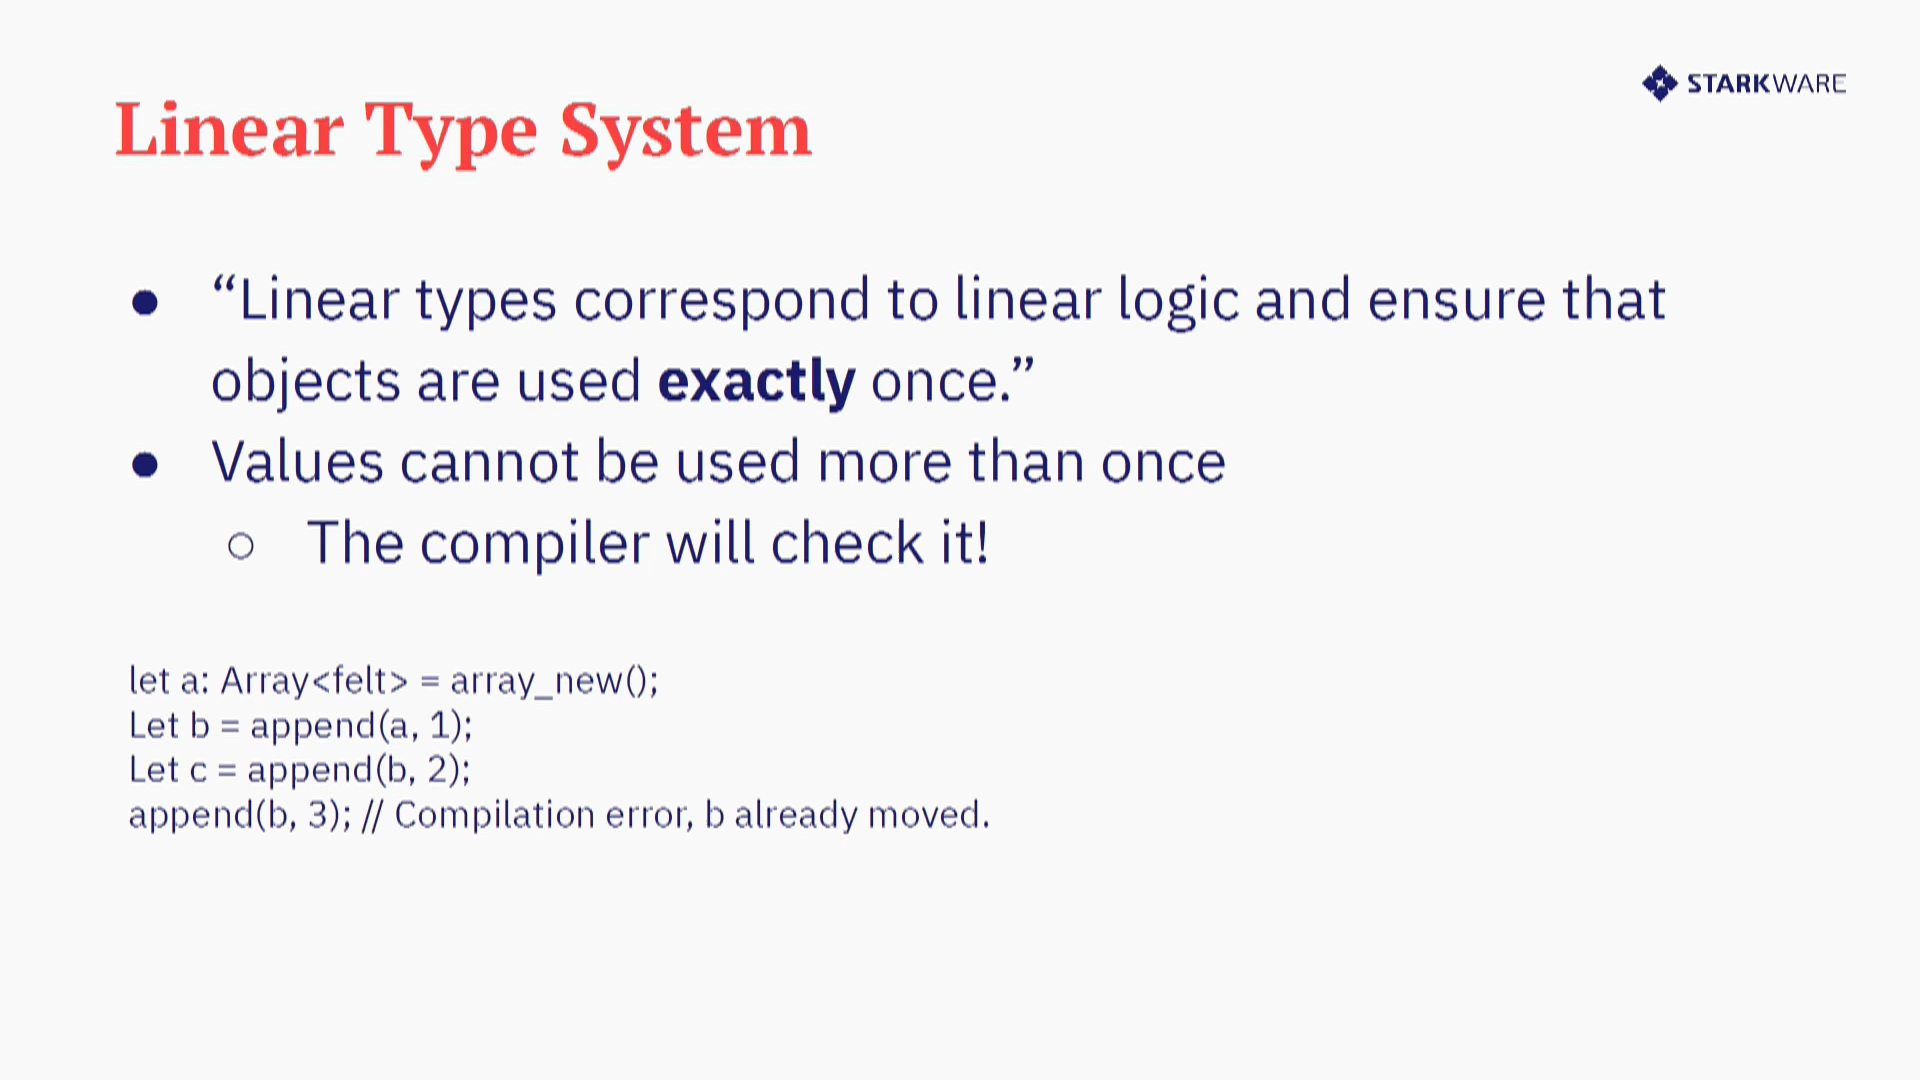 STARKWARE
Linear Type System
● “Linear types correspond to linear logic and ensure that
objects are used exactly once.”
● Values cannot be used more than once
○ The compiler will check it!
let a: Array<felt> = array_new();
Let b = append(a, 1);
Let c = append(b, 2);
append(b, 3); // Compilation error, b already moved.